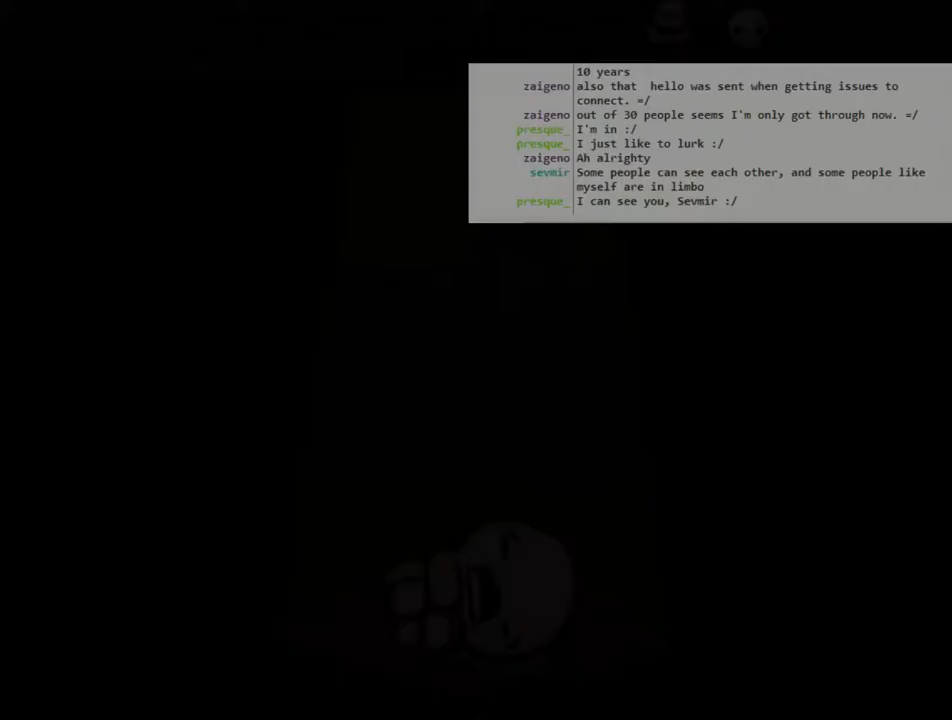 10 years
zaigeno also that  hello was sent when getting issues to
connect. =/
zaigeno out of 30 people seems I'm only got through now. =/
presque_ I'm in :/
presque_ I just like to lurk :/
zaigeno Ah alrighty
sevmir Some people can see each other, and some people like
myself are in limbo
presque_ I can see you, Sevmir :/